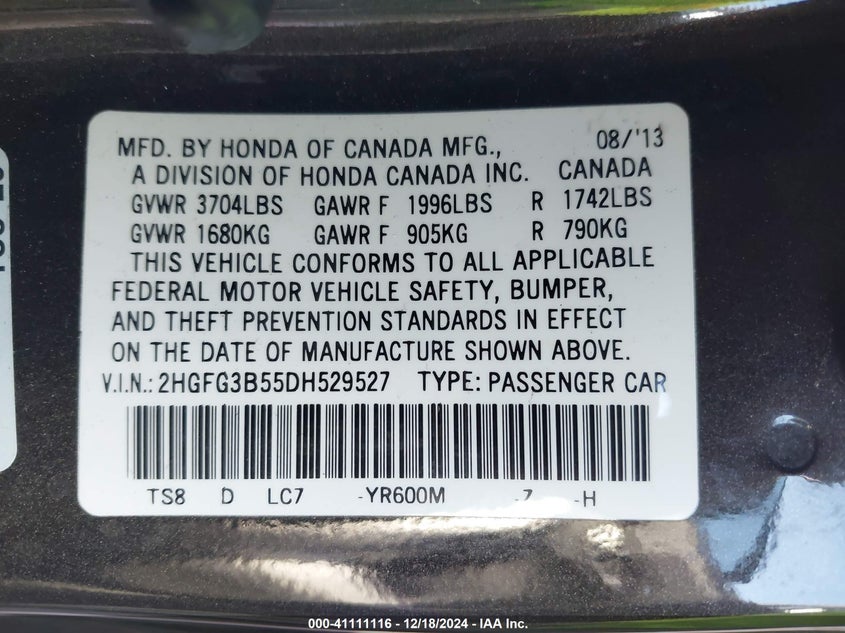 MFD. BY HONDA OF CANADA MFG., 08/'13
A DIVISION OF HONDA CANADA INC. CANADA
GVWR 3704LBS GAWR F 1996LBS R 1742LBS
GVWR 1680KG GAWR F 905KG R 790KG
THIS VEHICLE CONFORMS TO ALL APPLICABLE
FEDERAL MOTOR VEHICLE SAFETY, BUMPER,
AND THEFT PREVENTION STANDARDS IN EFFECT
ON THE DATE OF MANUFACTURE SHOWN ABOVE.
V.I.N.: 2HGFG3B55DH529527 TYPE: PASSENGER CAR
TS8 D LC7 -YR600M -7 -H
000-41111116 — 12/18/2024 - IAA Inc.